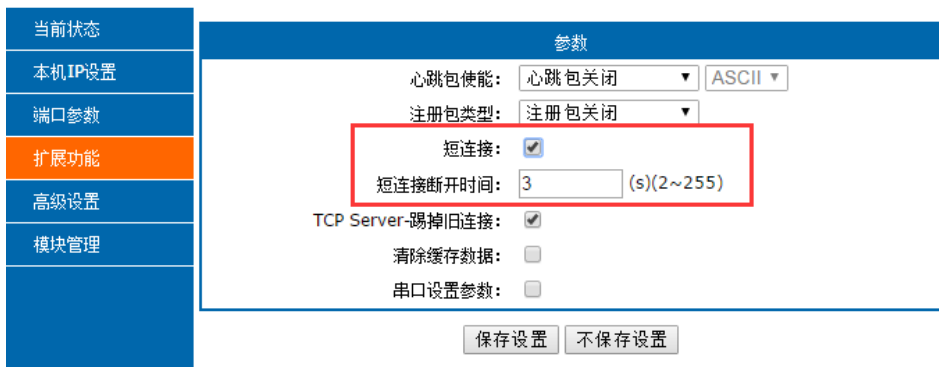 当前状态
本机IP设置
端口参数
扩展功能
高级设置
模块管理
参数
心跳包使能: 心跳包关闭 ASCII
注册包类型: 注册包关闭
短连接:
短连接断开时间: 3 (s)(2~255)
TCP Server-踢掉旧连接:
清除缓存数据:
串口设置参数:
保存设置 不保存设置